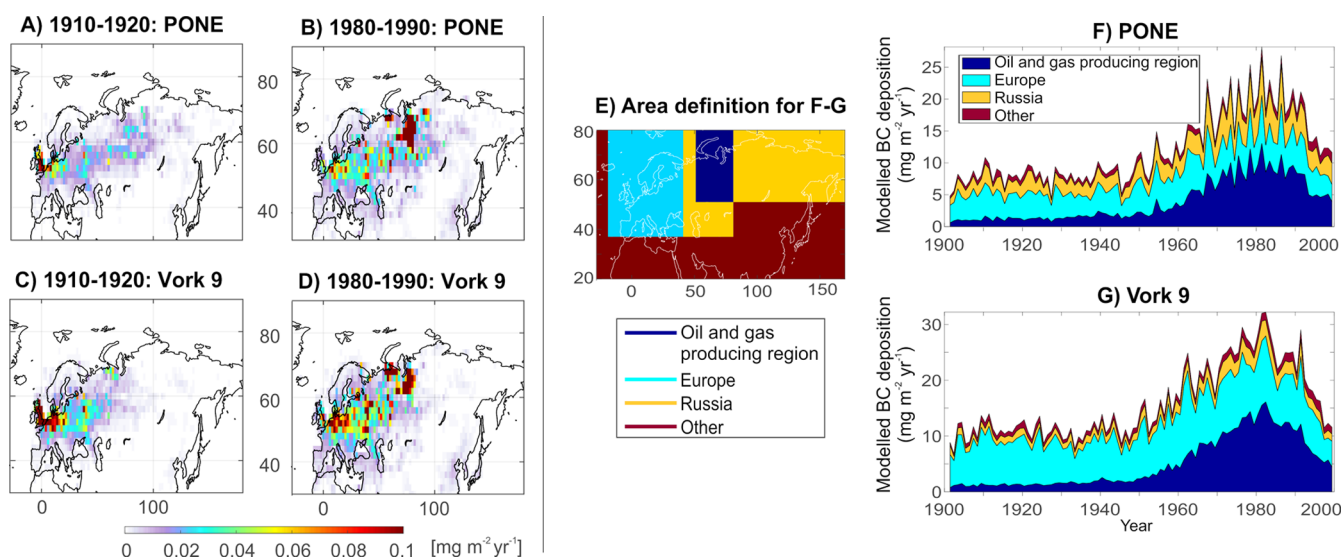 A) 1910-1920: PONE
B) 1980-1990: PONE
80
60
40
0
100
C) 1910-1920: Vork 9
D) 1980-1990: Vork 9
80
60
40
0
100
0
100
0
0.02
0.04
0.06
0.08
0.1
[mg m⁻² yr⁻¹]
E) Area definition for F-G
80
60
40
20
0
50
100
150
Oil and gas
producing region
Europe
Russia
Other
F) PONE
Oil and gas producing region
Europe
Russia
Other
Modelled BC deposition
(mg m⁻² yr⁻¹)
25
20
15
10
5
0
1900
1920
1940
1960
1980
2000
G) Vork 9
Modelled BC deposition
(mg m⁻² yr⁻¹)
30
20
10
0
1900
1920
1940
1960
1980
2000
Year